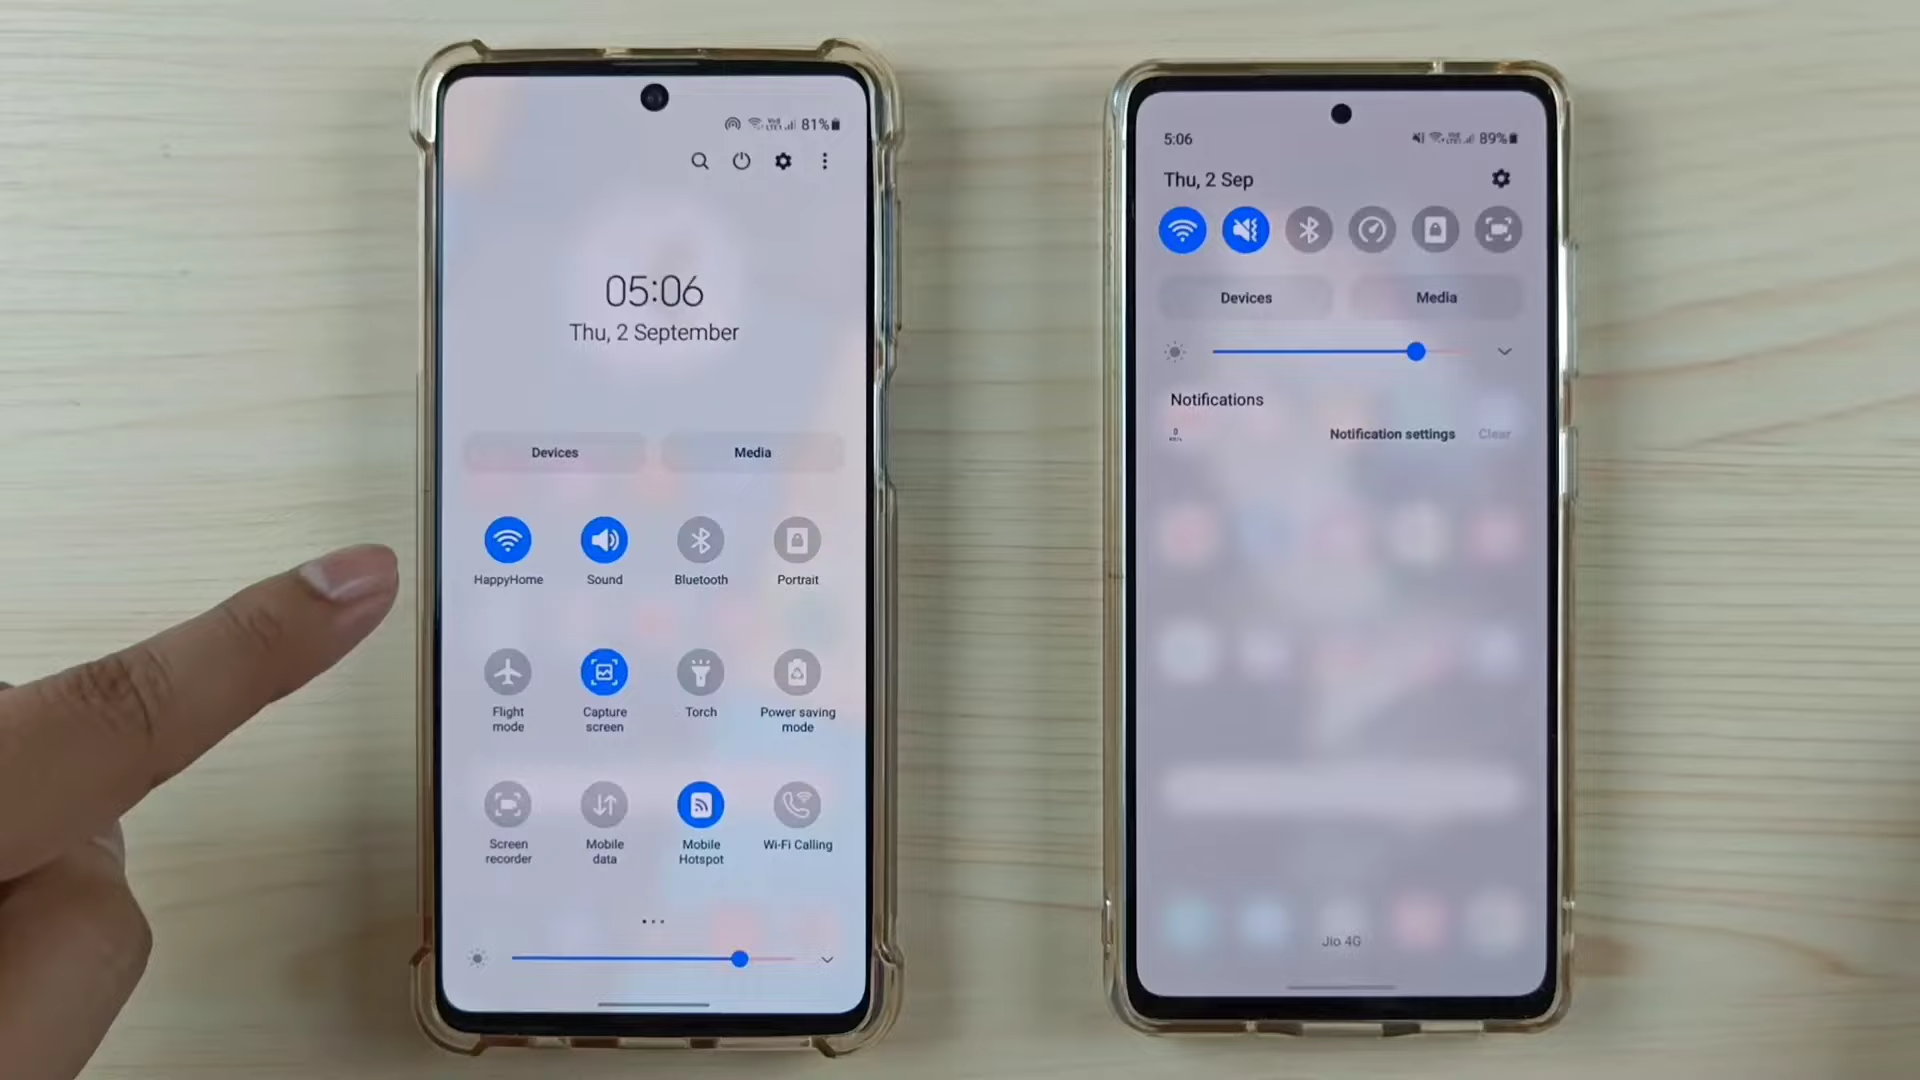 81%
05:06
Thu, 2 September
Devices Media
HappyHome Sound Bluetooth Portrait
Flight mode
Capture screen
Torch
Power saving mode
Screen recorder
Mobile data
Mobile Hotspot
Wi-Fi Calling
5:06 89%
Thu, 2 Sep
Devices Media
Notifications
Notification settings Clear
Jio 4G